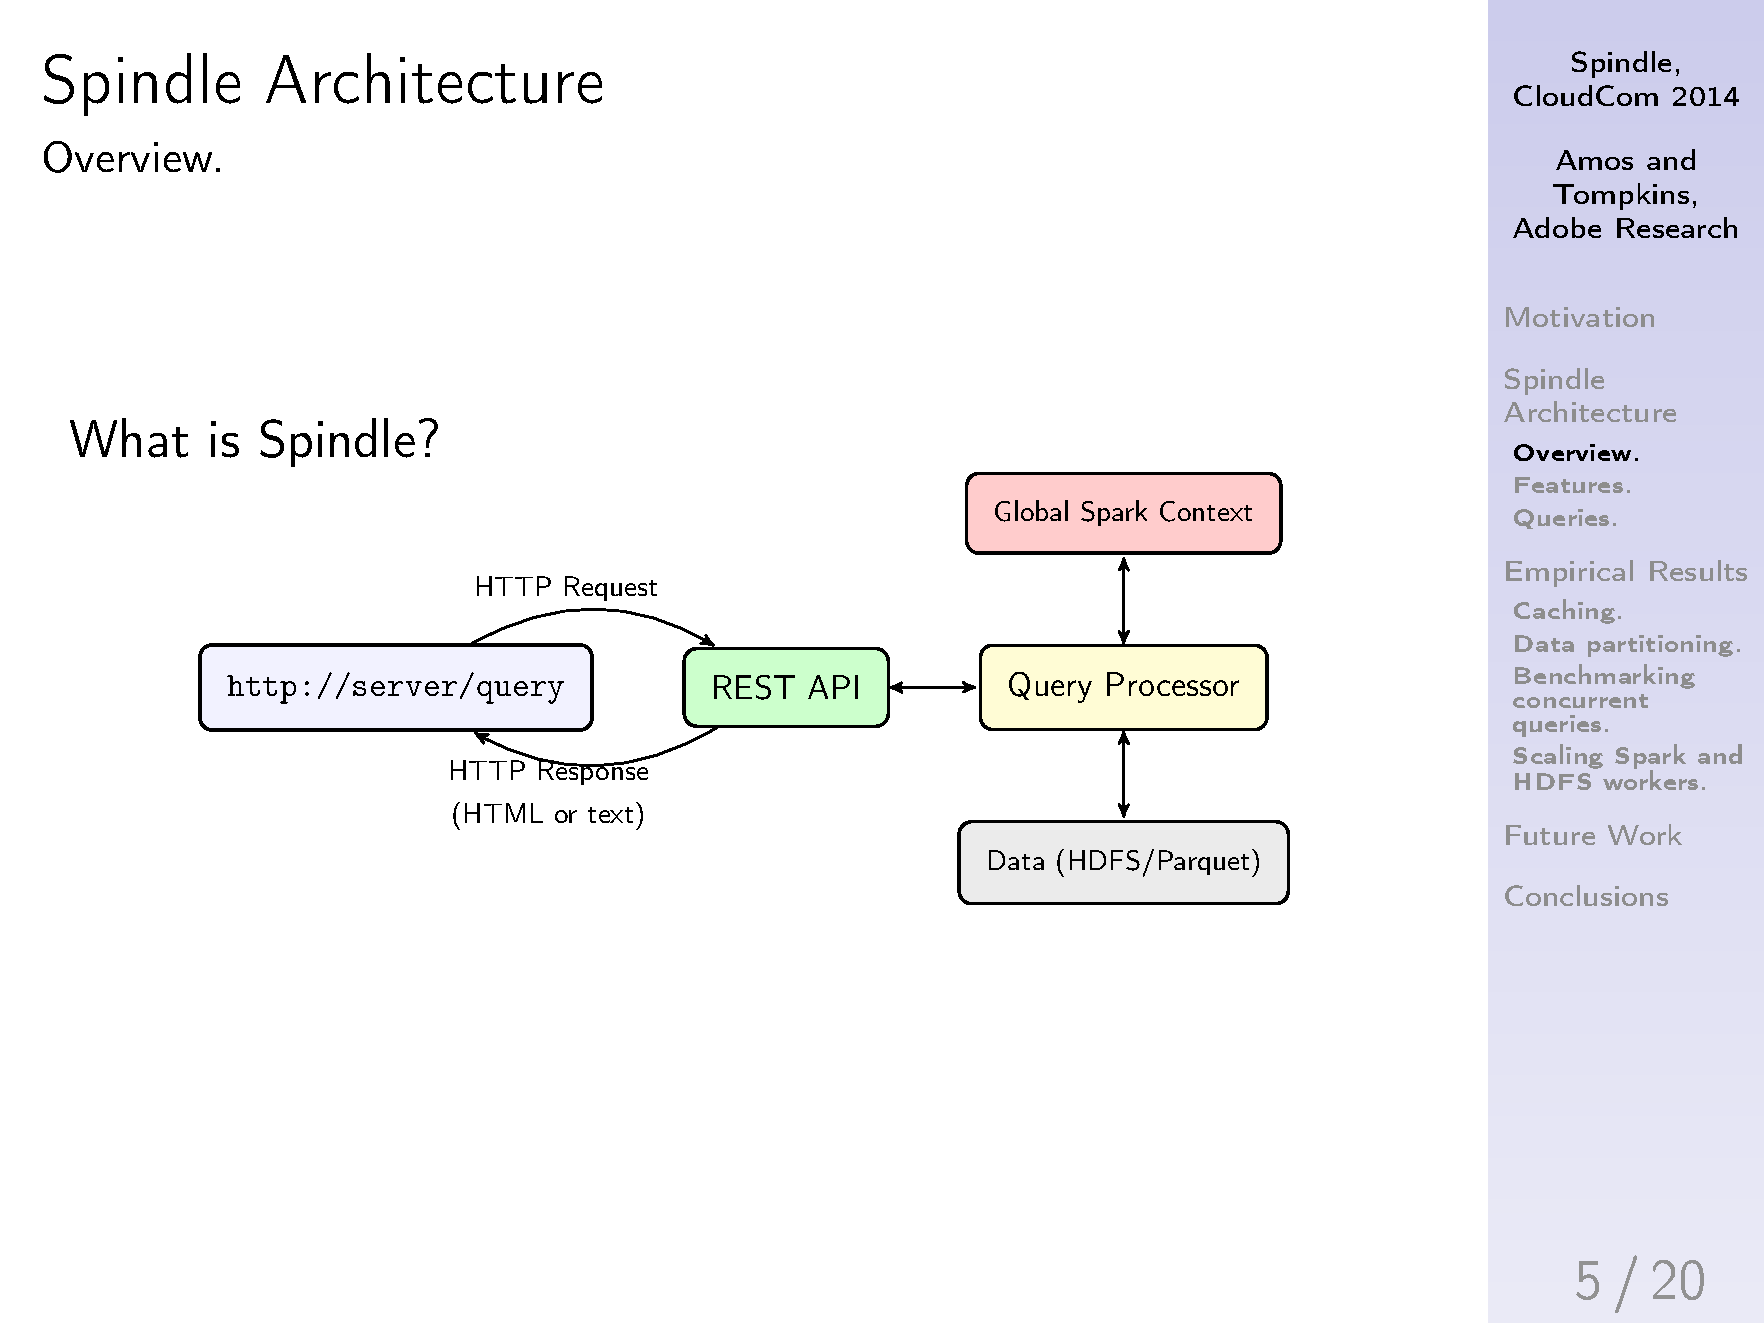 Spindle Architecture
Overview.
What is Spindle?
Global Spark Context
HTTP Request
http://server/query
REST API
Query Processor
HTTP Response
(HTML or text)
Data (HDFS/Parquet)
Spindle,
CloudCom 2014
Amos and
Tompkins,
Adobe Research
Motivation
Spindle
Architecture
Overview.
Features.
Queries.
Empirical Results
Caching.
Data partitioning.
Benchmarking
concurrent
queries.
Scaling Spark and
HDFS workers.
Future Work
Conclusions
5 / 20